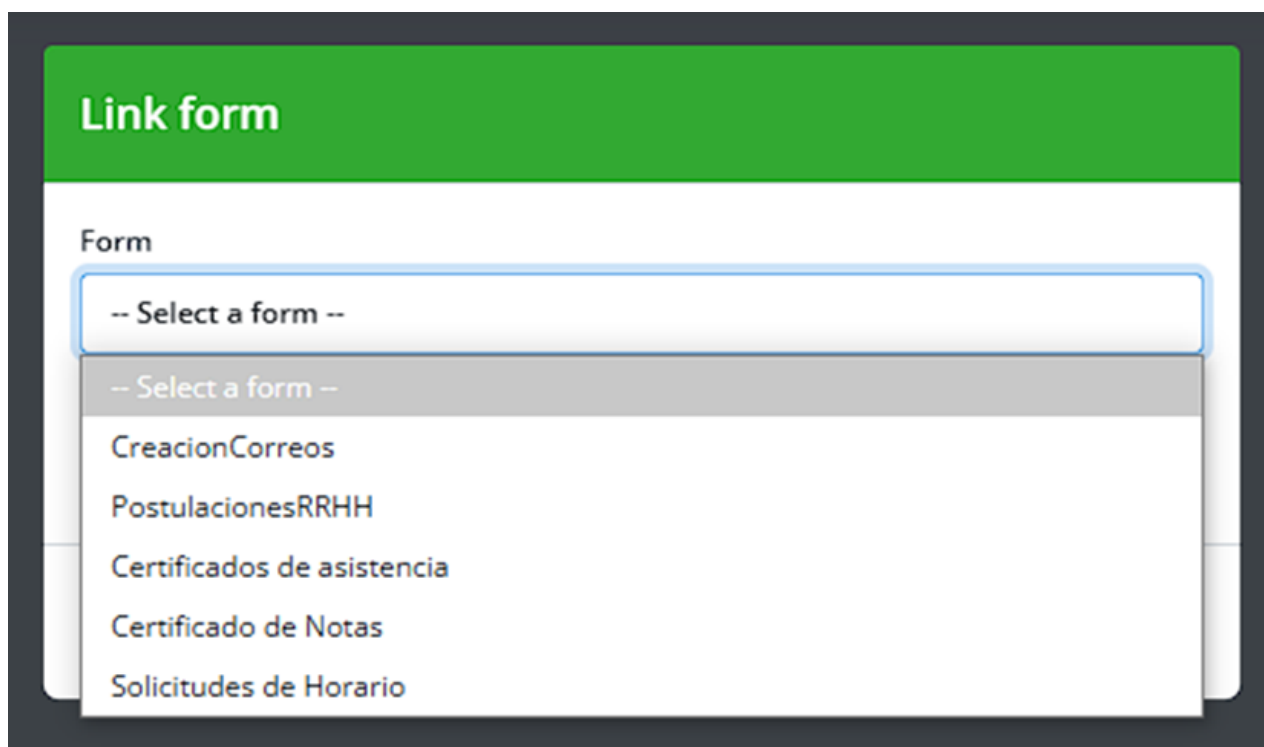 Link form
Form
-- Select a form --
-- Select a form --
CreacionCorreos
PostulacionesRRHH
Certificados de asistencia
Certificado de Notas
Solicitudes de Horario